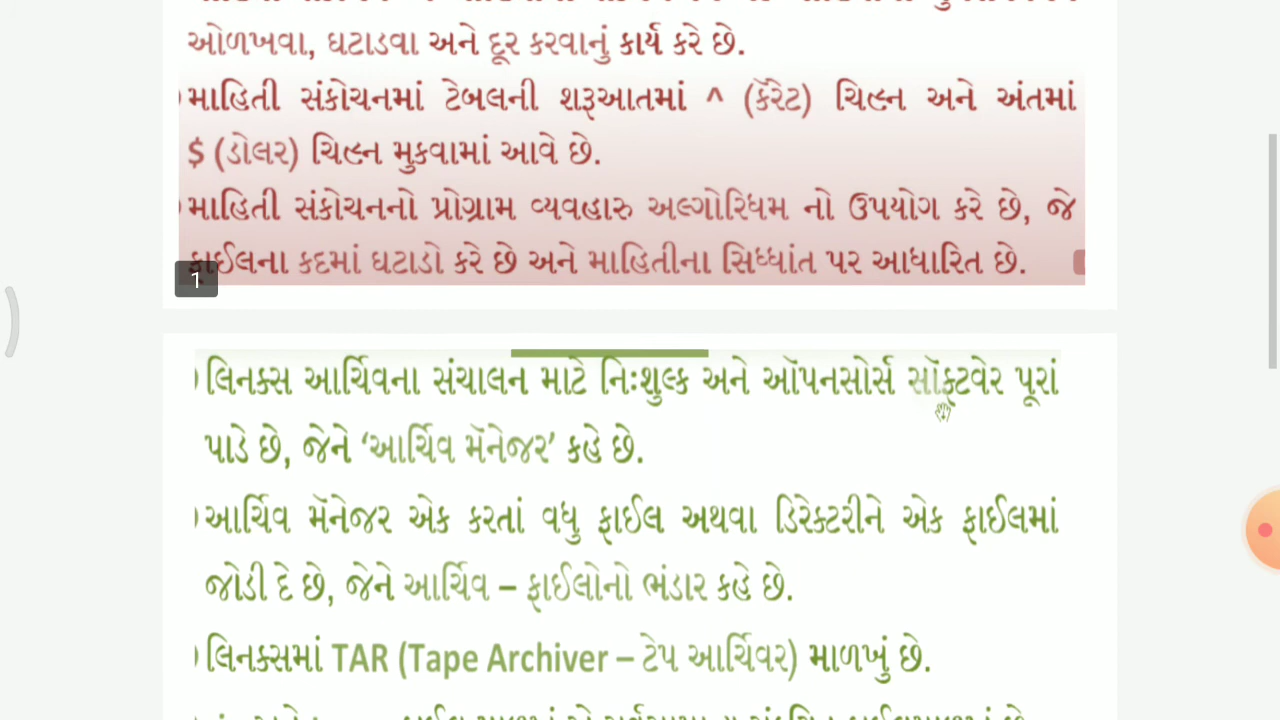 ઓળખવા, ઘટાડવા અને દૂર કરવાનું કાર્ય કરે છે.
માહિતી સંકોચનમાં ટેબલની શરૂઆતમાં ^ (કૅરેટ) ચિહ્ન અને અંતમાં
$ (ડોલર) ચિહ્ન મુકવામાં આવે છે.
માહિતી સંકોચનનો પ્રોગ્રામ વ્યવહારુ અલ્ગોરિધમ નો ઉપયોગ કરે છે, જે
ફાઈલના કદમાં ઘટાડો કરે છે અને માહિતીના સિધ્ધાંત પર આધારિત છે.
1
લિનક્સ આર્ચિવના સંચાલન માટે નિઃશુલ્ક અને ઑપનસોર્સ સૉફ્ટવેર પૂરાં
પાડે છે, જેને ‘આર્ચિવ મૅનેજર’ કહે છે.
આર્ચિવ મૅનેજર એક કરતાં વધુ ફાઈલ અથવા ડિરેક્ટરીને એક ફાઈલમાં
જોડી દે છે, જેને આર્ચિવ – ફાઈલોનો ભંડાર કહે છે.
લિનક્સમાં TAR (Tape Archiver – ટેપ આર્ચિવર) માળખું છે.